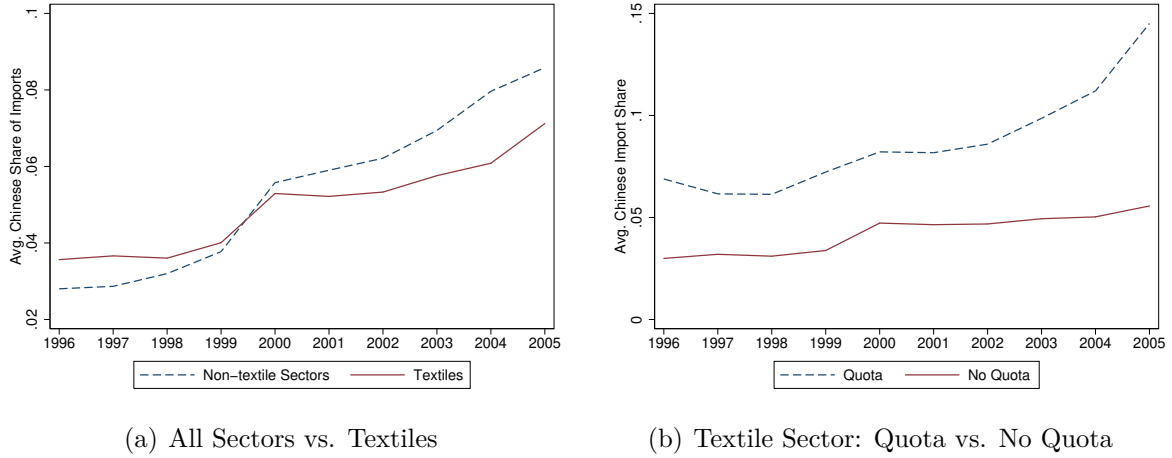 Avg. Chinese Share of Imports
.1
.08
.06
.04
.02
1996 1997 1998 1999 2000 2001 2002 2003 2004 2005
Non-textile Sectors Textiles
(a) All Sectors vs. Textiles
Avg. Chinese Import Share
.15
.1
.05
0
1996 1997 1998 1999 2000 2001 2002 2003 2004 2005
Quota No Quota
(b) Textile Sector: Quota vs. No Quota